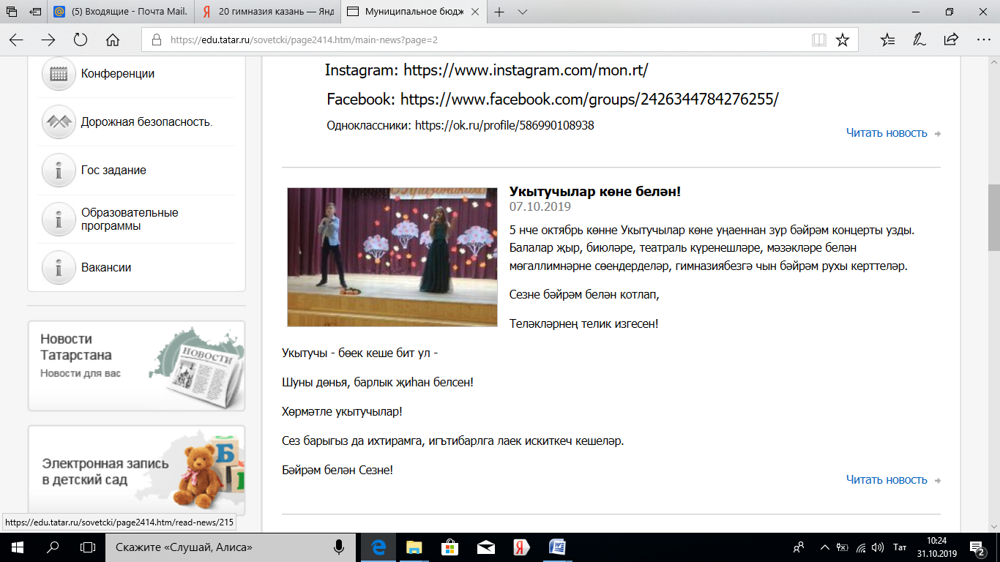 (5) Входящие - Почта Mail.
20 гимназия казань — Янд
Муниципальное бюдж
https://edu.tatar.ru/sovetcki/page2414.htm/main-news?page=2
Конференции
Дорожная безопасность.
Гос задание
Образовательные
программы
Вакансии
Новости
Татарстана
Новости для вас
НОВОСТИ
Электронная запись
в детский сад
Б
https://edu.tatar.ru/sovetcki/page2414.htm/read-news/215
Instagram: https://www.instagram.com/mon.rt/
Facebook: https://www.facebook.com/groups/2426344784276255/
Одноклассники: https://ok.ru/profile/586990108938
Читать новость
Укытучылар көне белән!
07.10.2019
5 нче октябрь көнне Укытучылар көне уңаеннан зур бәйрәм концерты узды.
Балалар җыр, биюләре, театраль күренешләре, мәзәкләре белән
мөгаллимнәрне сөендерделәр, гимназиябезгә чын бәйрәм рухы керттеләр.
Сезне бәйрәм белән котлап,
Теләкләрнең телик изгесен!
Укытучы - бөек кеше бит ул -
Шуны дөнья, барлык җиһан белсен!
Хөрмәтле укытучылар!
Сез барыгыз да ихтирамга, игътибарлга лаек искиткеч кешеләр.
Бәйрәм белән Сезне!
Читать новость
Скажите «Слушай, Алиса»
Тат
10:24
31.10.2019
2